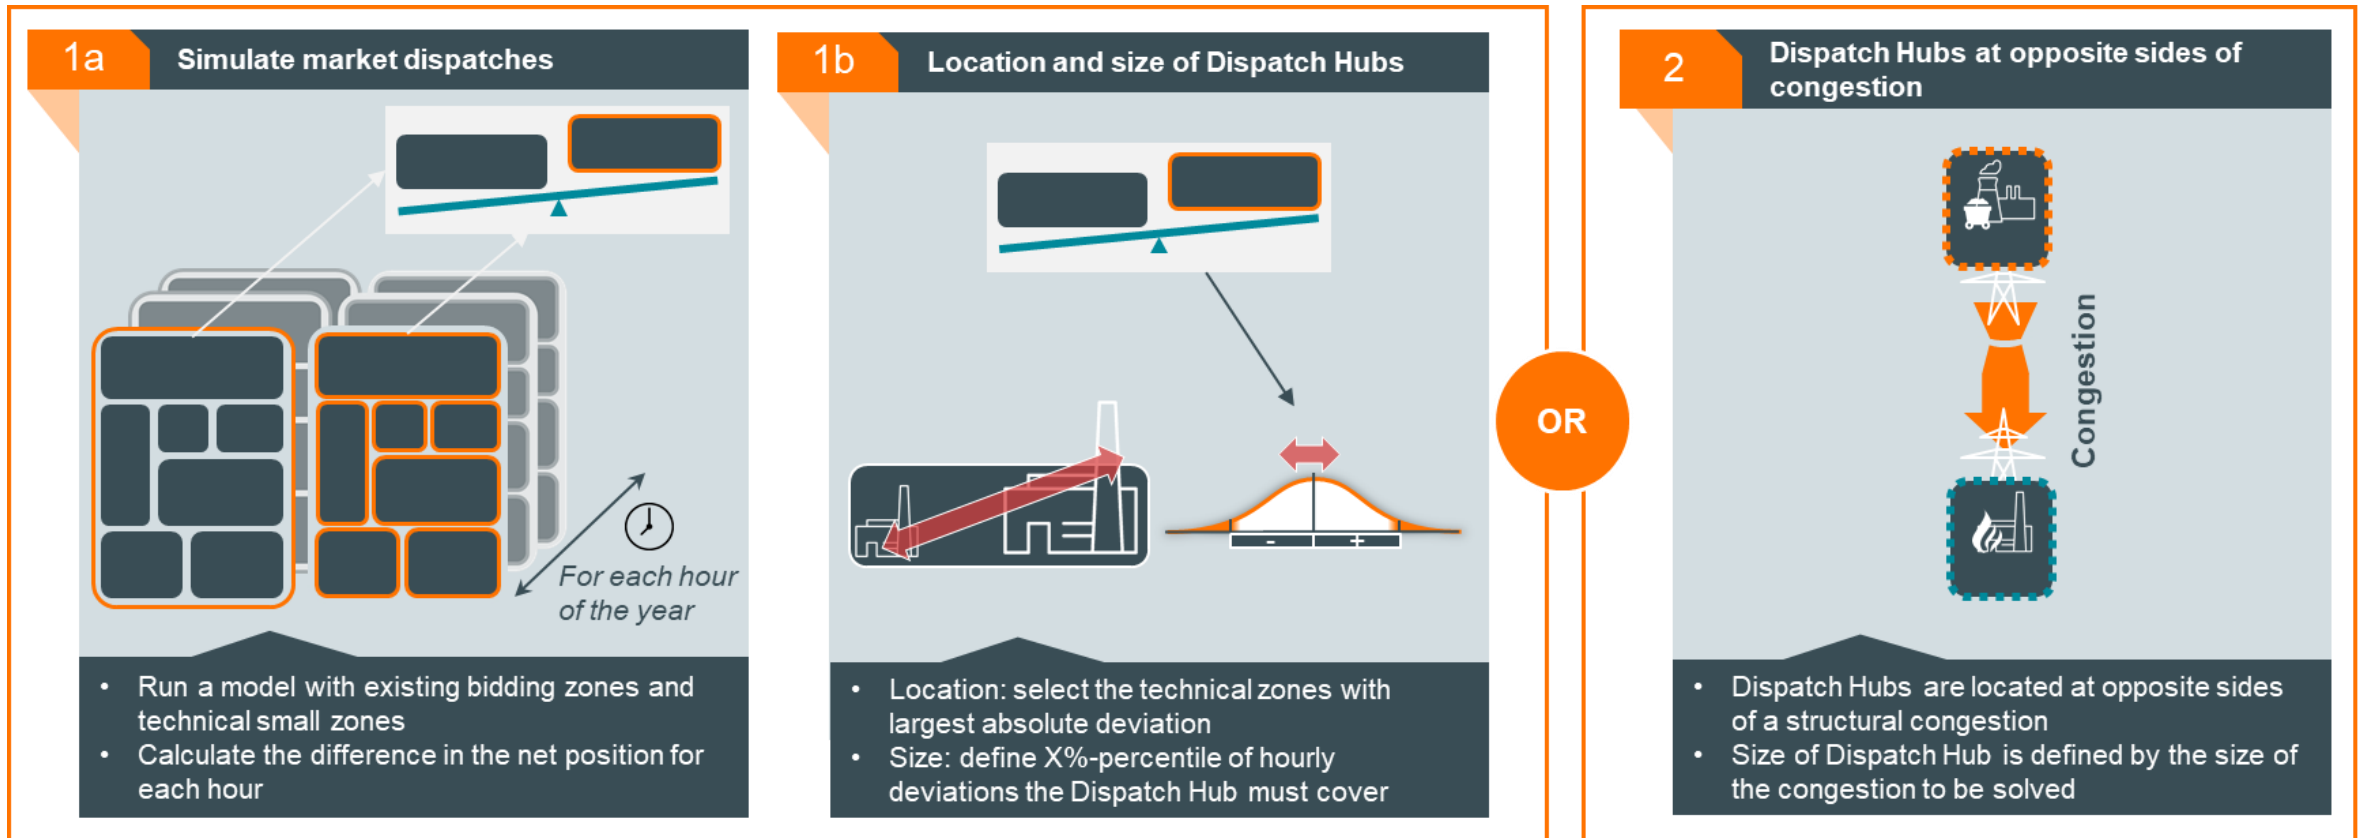 1a
Simulate market dispatches
For each hour
of the year
• Run a model with existing bidding zones and
technical small zones
• Calculate the difference in the net position for
each hour
1b
Location and size of Dispatch Hubs
- +
• Location: select the technical zones with
largest absolute deviation
• Size: define X%-percentile of hourly
deviations the Dispatch Hub must cover
OR
2
Dispatch Hubs at opposite sides of
congestion
Congestion
• Dispatch Hubs are located at opposite sides
of a structural congestion
• Size of Dispatch Hub is defined by the size of
the congestion to be solved